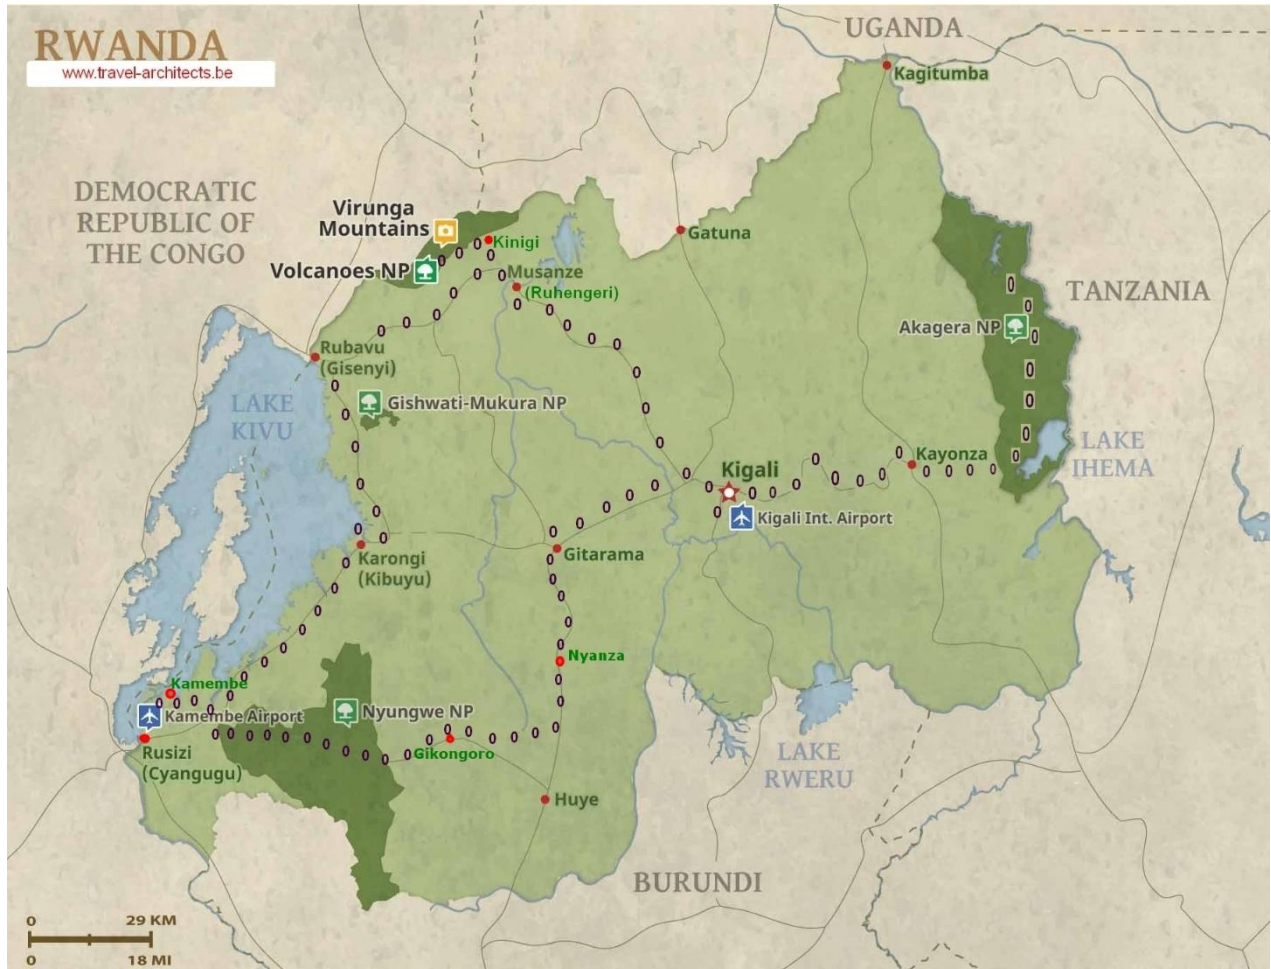 RWANDA
www.travel-architects.be
UGANDA
Kagitumba
DEMOCRATIC
REPUBLIC OF
THE CONGO
Virunga
Mountains
Kinigi
Gatuna
Volcanoes NP
Musanze
(Ruhengeri)
TANZANIA
Akagera NP
Rubavu
(Gisenyi)
Gishwati-Mukura NP
LAKE
KIVU
LAKE
IHEMA
Kayonza
Kigali
Kigali Int. Airport
Karongi
(Kibuyu)
Gitarama
Nyanza
Kamembe
Kamembe Airport
Nyungwe NP
Rusizi
(Cyangugu)
Gikongoro
LAKE
RWERU
Huye
BURUNDI
0 29 KM
0 18 MI